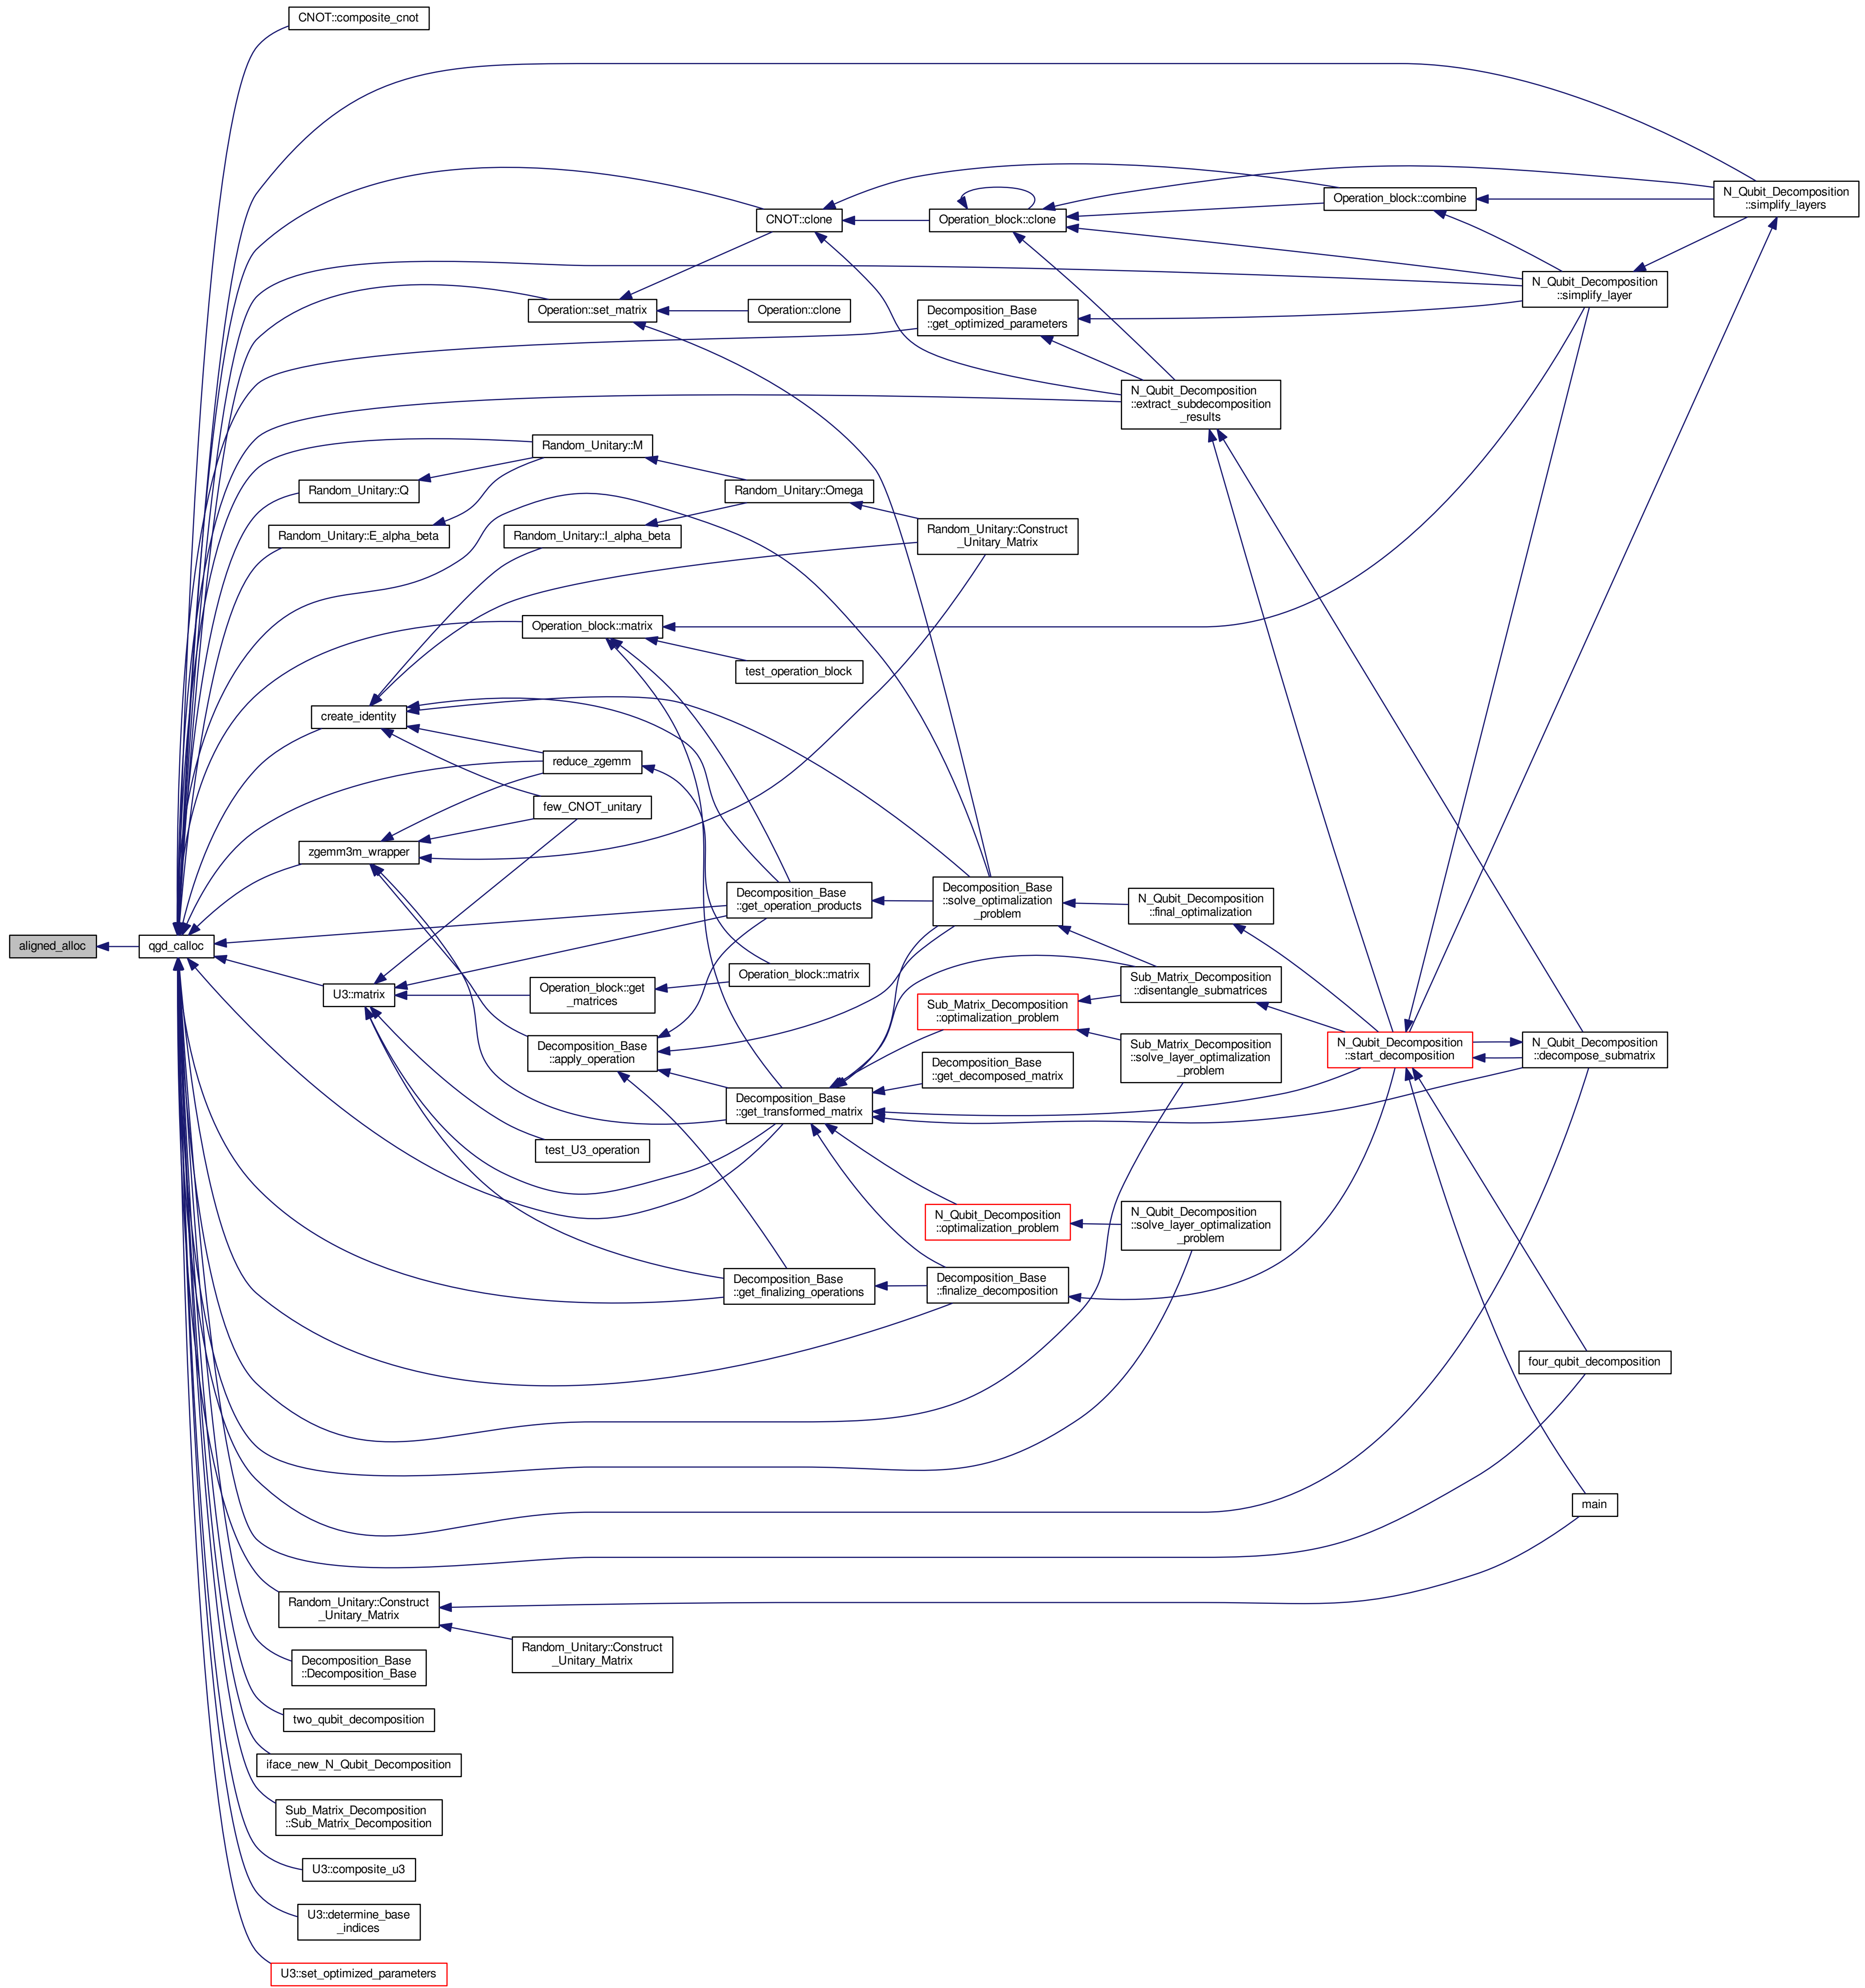 CNOT::composite_cnot
N_Qubit_Decomposition
::simplify_layers
Operation_block::combine
CNOT::clone
Operation_block::clone
N_Qubit_Decomposition
::simplify_layer
Operation::set_matrix
Operation::clone
Decomposition_Base
::get_optimized_parameters
N_Qubit_Decomposition
::extract_subdecomposition
_results
Random_Unitary::M
Random_Unitary::Q
Random_Unitary::Omega
Random_Unitary::E_alpha_beta
Random_Unitary::I_alpha_beta
Random_Unitary::Construct
_Unitary_Matrix
Operation_block::matrix
test_operation_block
create_identity
reduce_zgemm
few_CNOT_unitary
zgemm3m_wrapper
Decomposition_Base
::get_operation_products
Decomposition_Base
::solve_optimalization
_problem
N_Qubit_Decomposition
::final_optimalization
aligned_alloc
qgd_calloc
U3::matrix
Operation_block::get
_matrices
Operation_block::matrix
Sub_Matrix_Decomposition
::disentangle_submatrices
Sub_Matrix_Decomposition
::optimalization_problem
Decomposition_Base
::apply_operation
Sub_Matrix_Decomposition
::solve_layer_optimalization
_problem
N_Qubit_Decomposition
::start_decomposition
N_Qubit_Decomposition
::decompose_submatrix
Decomposition_Base
::get_decomposed_matrix
Decomposition_Base
::get_transformed_matrix
test_U3_operation
N_Qubit_Decomposition
::optimalization_problem
N_Qubit_Decomposition
::solve_layer_optimalization
_problem
Decomposition_Base
::get_finalizing_operations
Decomposition_Base
::finalize_decomposition
four_qubit_decomposition
main
Random_Unitary::Construct
_Unitary_Matrix
Random_Unitary::Construct
_Unitary_Matrix
Decomposition_Base
::Decomposition_Base
two_qubit_decomposition
iface_new_N_Qubit_Decomposition
Sub_Matrix_Decomposition
::Sub_Matrix_Decomposition
U3::composite_u3
U3::determine_base
_indices
U3::set_optimized_parameters